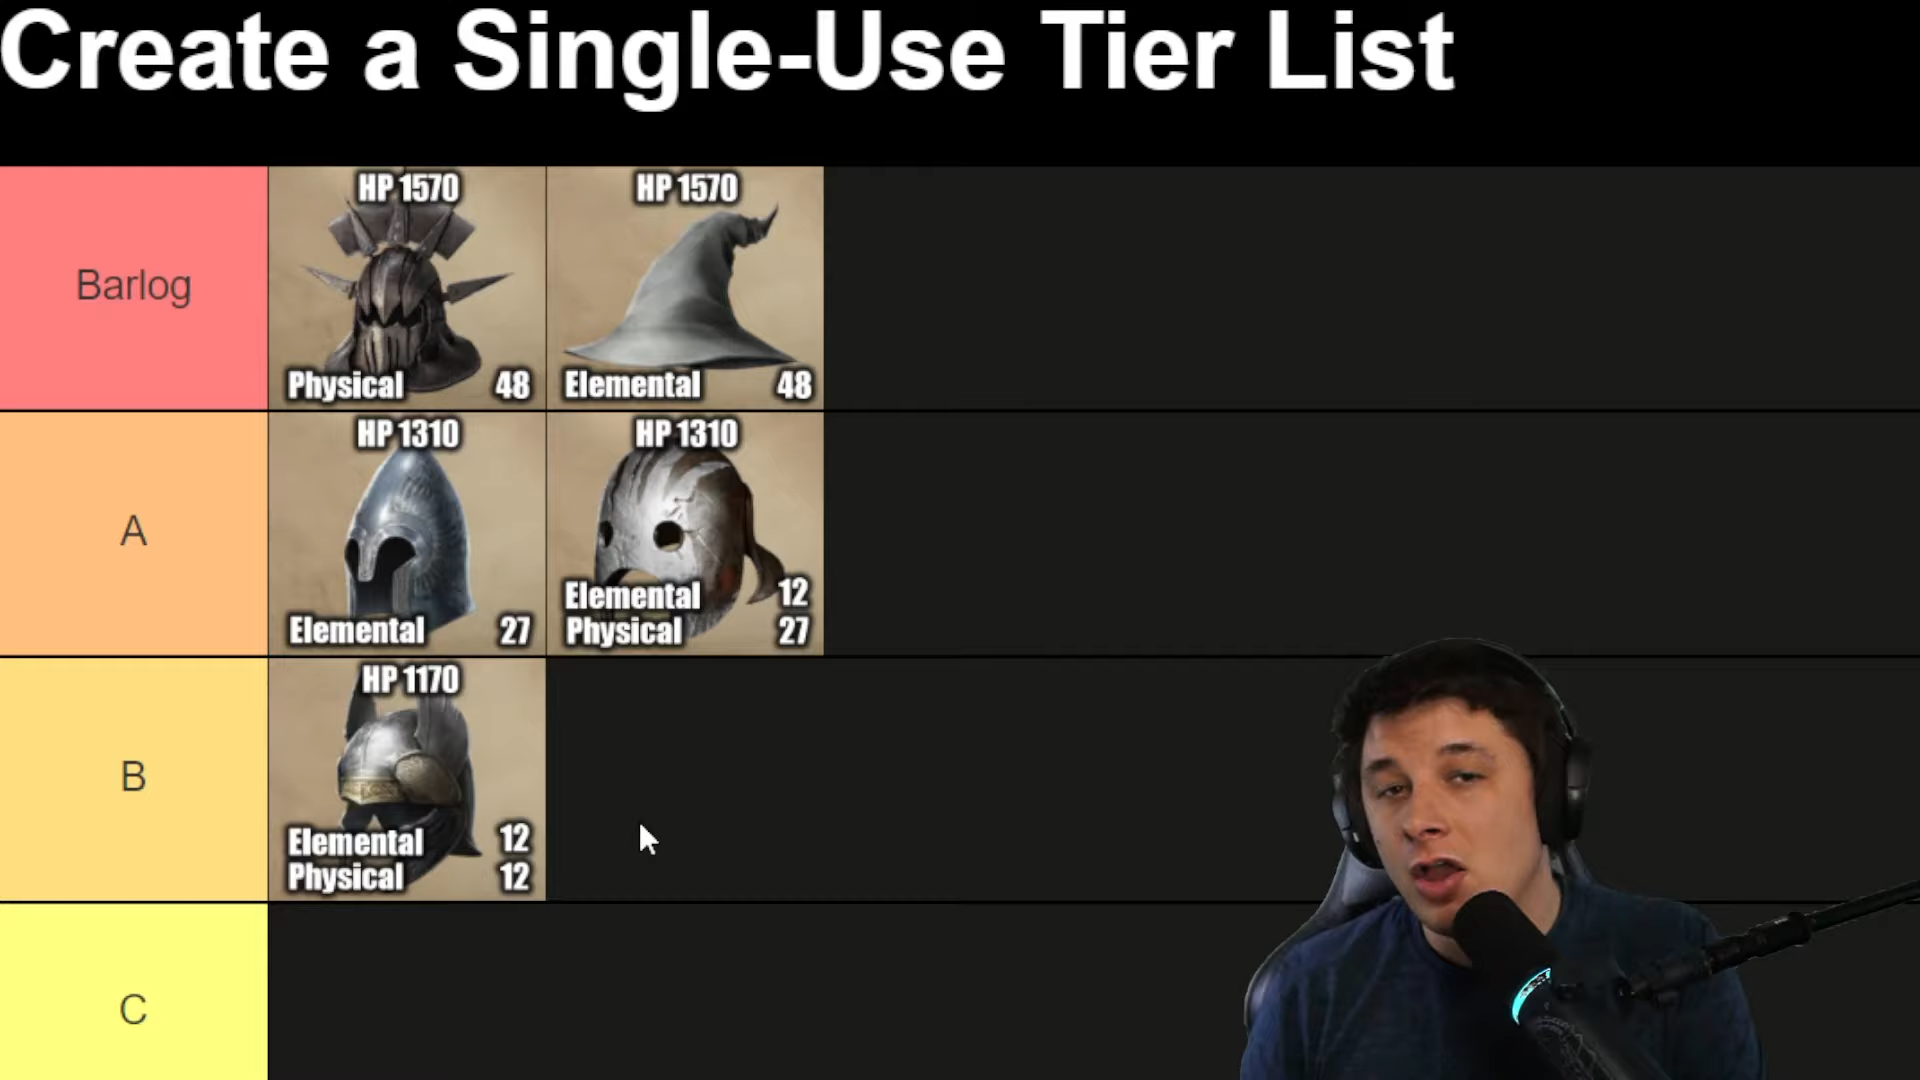 Create a Single-Use Tier List
Barlog
HP 1570
Physical 48
HP 1570
Elemental 48
A
HP 1310
Elemental 27
HP 1310
Elemental 12
Physical 27
B
HP 1170
Elemental 12
Physical 12
C